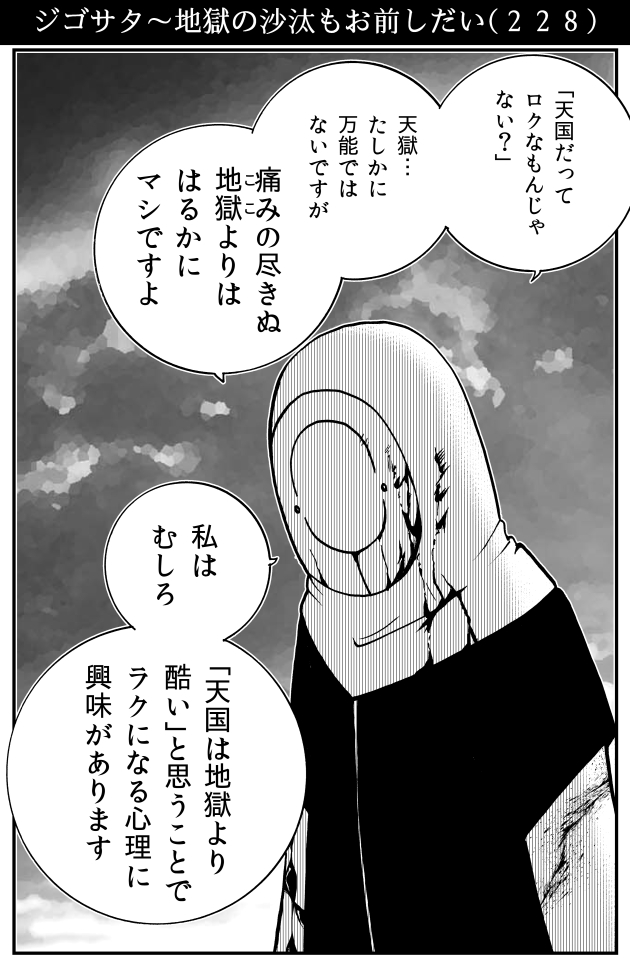 ジゴサタ～地獄の沙汰もお前しだい(228)
「天国だって
ロクなもんじゃ
ない？」
天獄…
たしかに
万能では
ないですが
痛みの尽きぬ
地獄よりは
ここ
はるかに
マシですよ
私は
むしろ
「天国は地獄より
酷い」と思うことで
ラクになる心理に
興味があります